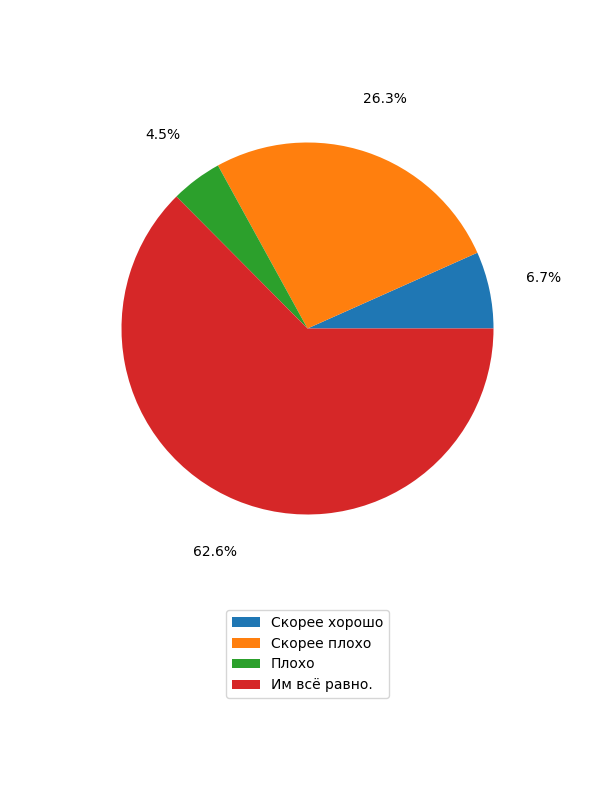 26.3%
4.5%
6.7%
62.6%
Скорее хорошо
Скорее плохо
Плохо
Им всё равно.